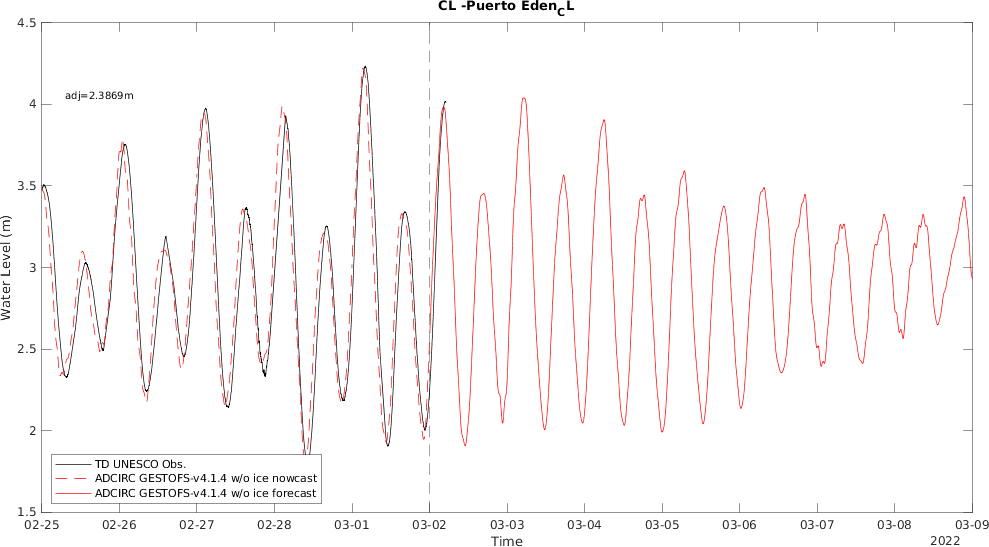 CL -Puerto Eden_CL
4.5
4
3.5
3
2.5
2
1.5
Water Level (m)
adj=2.3869m
TD UNESCO Obs.
ADCIRC GESTOFS-v4.1.4 w/o ice nowcast
ADCIRC GESTOFS-v4.1.4 w/o ice forecast
02-25 02-26 02-27 02-28 03-01 03-02 03-03 03-04 03-05 03-06 03-07 03-08 03-09
Time
2022